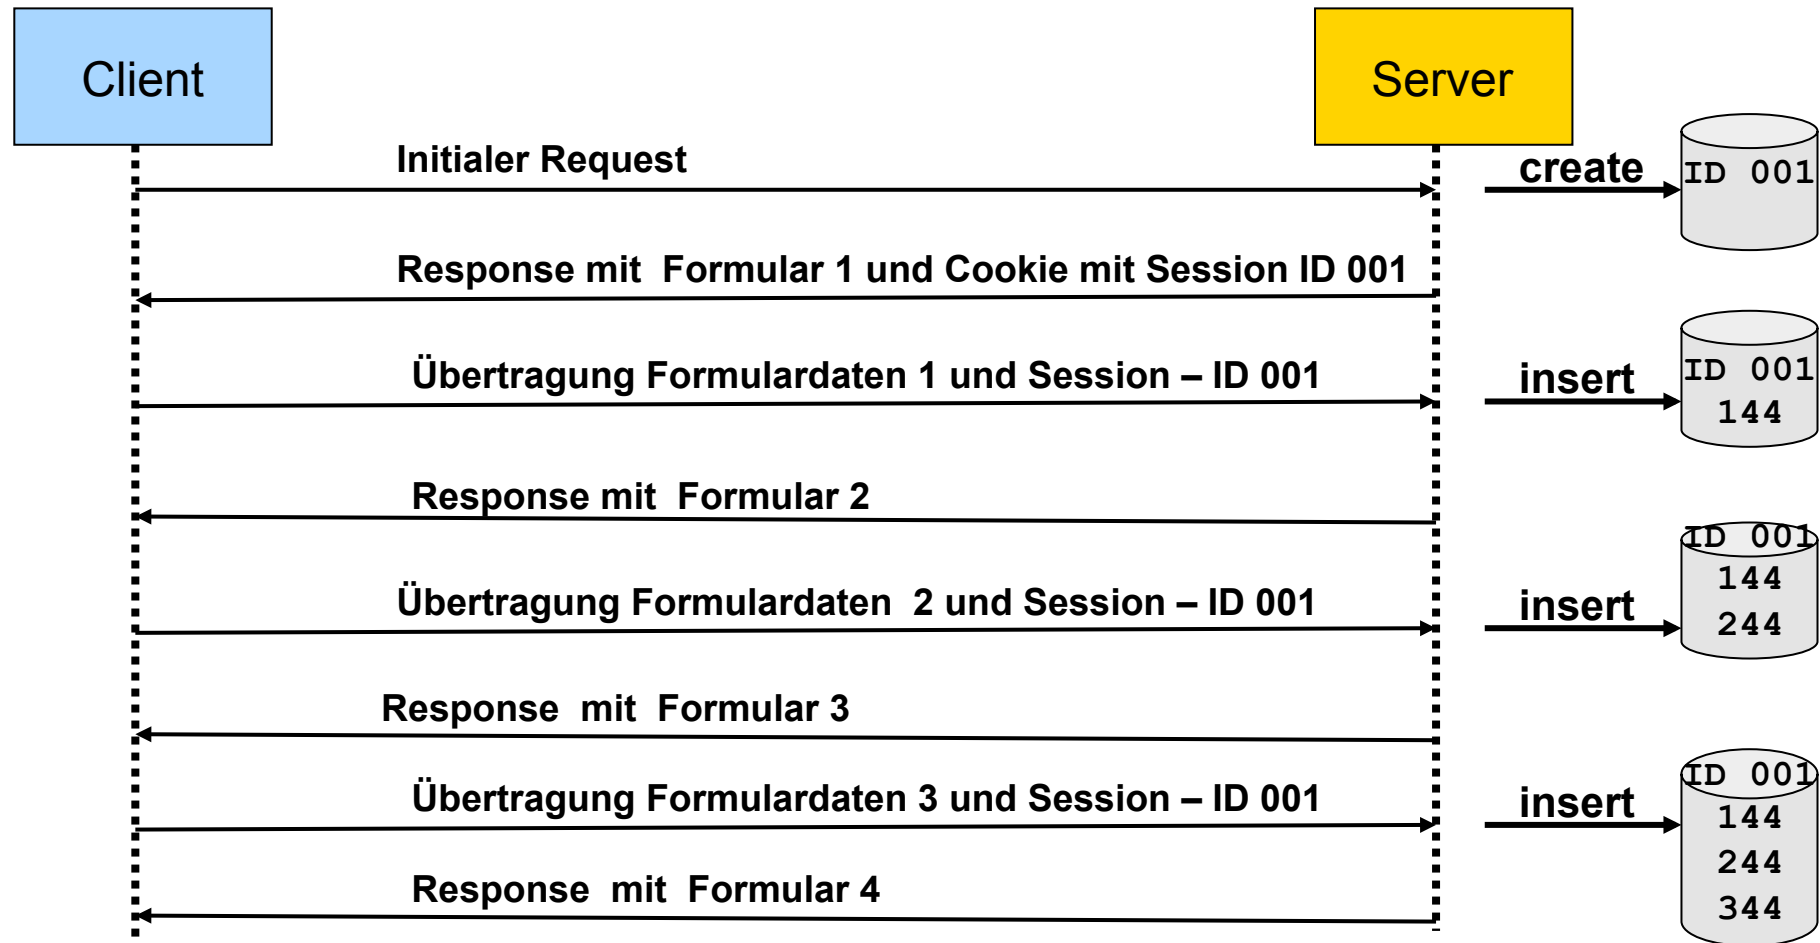 Client
Server
Initialer Request
create
ID 001
Response mit Formular 1 und Cookie mit Session ID 001
Übertragung Formulardaten 1 und Session – ID 001
insert
ID 001
144
Response mit Formular 2
Übertragung Formulardaten 2 und Session – ID 001
insert
ID 001
144
244
Response mit Formular 3
Übertragung Formulardaten 3 und Session – ID 001
insert
ID 001
144
244
344
Response mit Formular 4